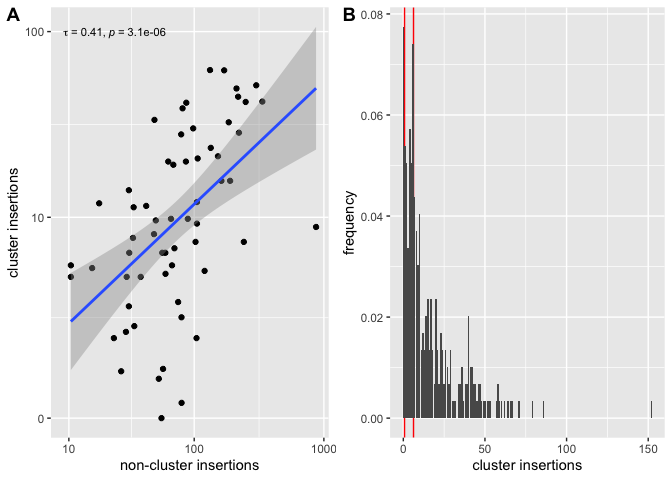 A
B
τ = 0.41, p = 3.1e-06
100
10
0
cluster insertions
10
100
1000
non-cluster insertions
0.08
0.06
0.04
0.02
0.00
frequency
0
50
100
150
cluster insertions